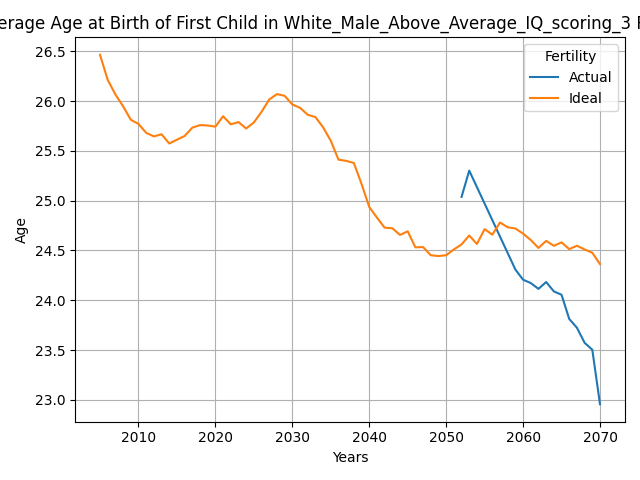 erage Age at Birth of First Child in White_Male_Above_Average_IQ_scoring_3
26.5
26.0
25.5
25.0
24.5
24.0
23.5
23.0
Age
Fertility
Actual
Ideal
2010 2020 2030 2040 2050 2060 2070
Years